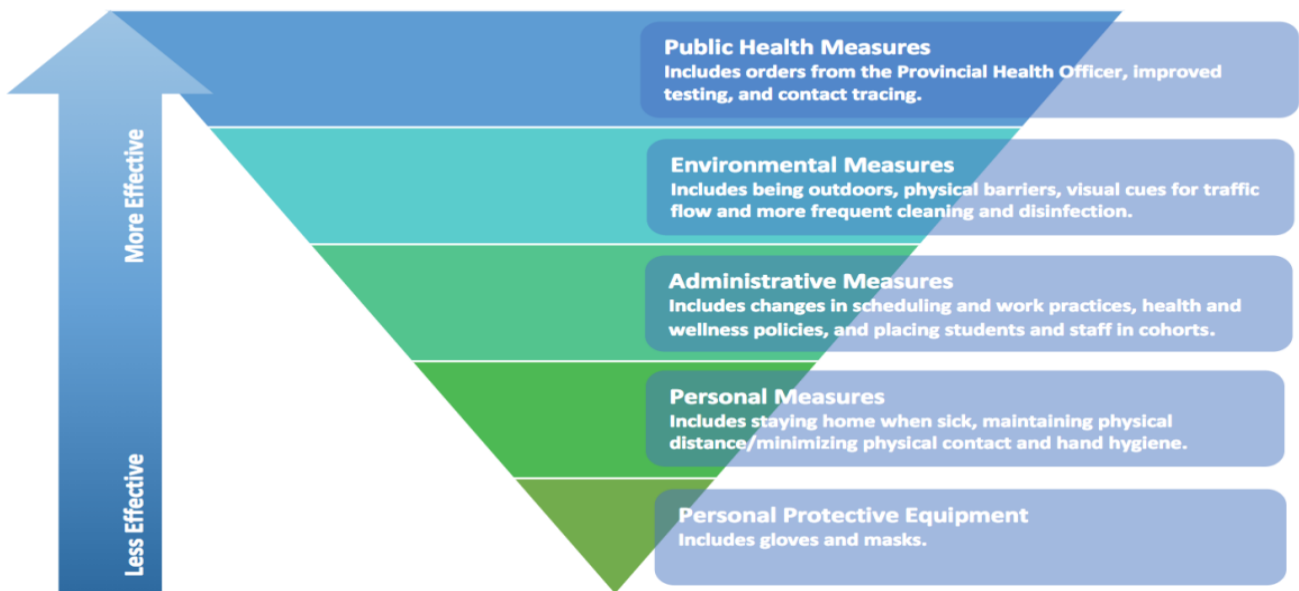 Public Health Measures
Includes orders from the Provincial Health Officer, improved
testing, and contact tracing.
More Effective
Environmental Measures
Includes being outdoors, physical barriers, visual cues for traffic
flow and more frequent cleaning and disinfection.
Administrative Measures
Includes changes in scheduling and work practices, health and
wellness policies, and placing students and staff in cohorts.
Personal Measures
Includes staying home when sick, maintaining physical
distance/minimizing physical contact and hand hygiene.
Less Effective
Personal Protective Equipment
Includes gloves and masks.